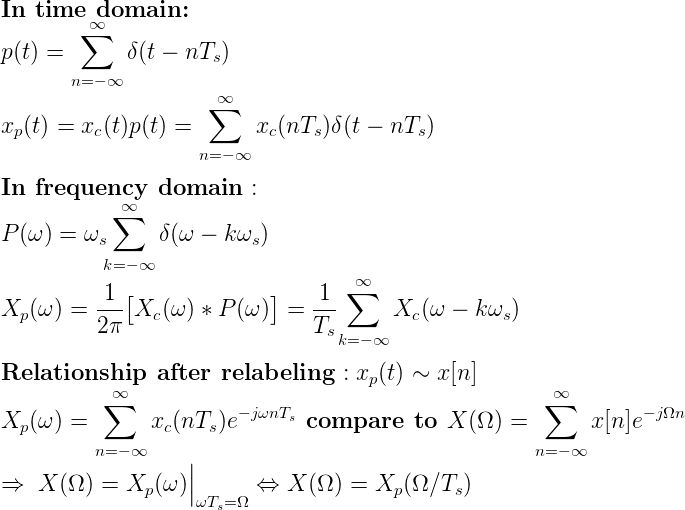 In time domain:
p(t) = \sum_{n=-\infty}^{\infty} \delta(t - nT_s)
x_p(t) = x_c(t)p(t) = \sum_{n=-\infty}^{\infty} x_c(nT_s)\delta(t - nT_s)
In frequency domain :
P(\omega) = \omega_s \sum_{k=-\infty}^{\infty} \delta(\omega - k\omega_s)
X_p(\omega) = \frac{1}{2\pi} [X_c(\omega) * P(\omega)] = \frac{1}{T_s} \sum_{k=-\infty}^{\infty} X_c(\omega - k\omega_s)
Relationship after relabeling : x_p(t) \sim x[n]
X_p(\omega) = \sum_{n=-\infty}^{\infty} x_c(nT_s)e^{-j\omega nT_s} compare to X(\Omega) = \sum_{n=-\infty}^{\infty} x[n]e^{-j\Omega n}
\Rightarrow X(\Omega) = X_p(\omega)|_{\omega T_s=\Omega} \Leftrightarrow X(\Omega) = X_p(\Omega/T_s)